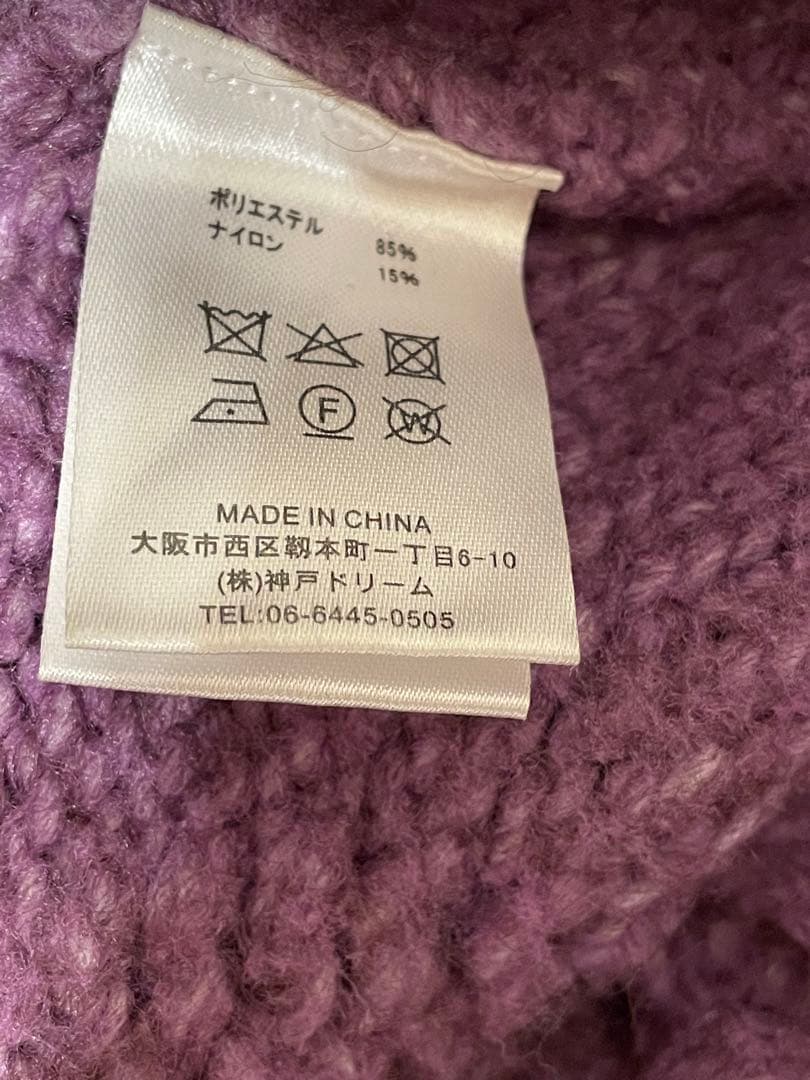 ポリエステル 85%
ナイロン 15%
F
W
MADE IN CHINA
大阪市西区靱本町一丁目6-10
(株)神戸ドリーム
TEL:06-6445-0505